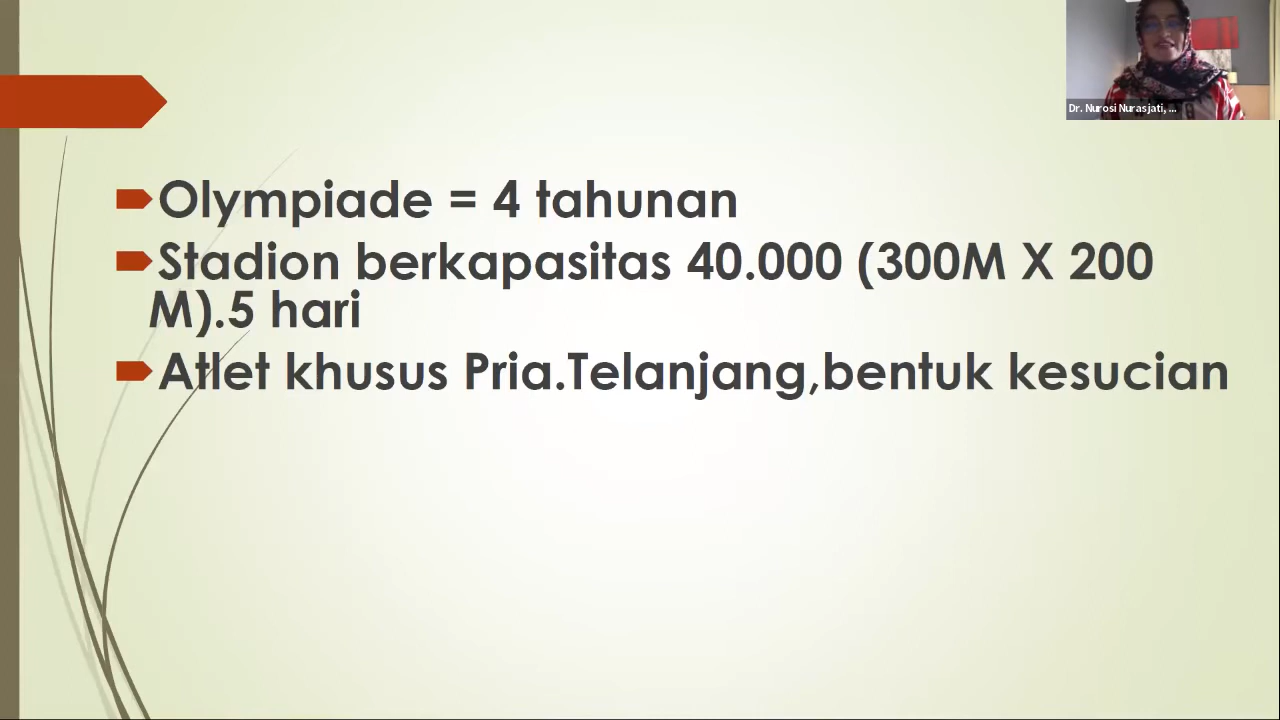 Dr. Nurosi Nurasjati, ...
Olympiade = 4 tahunan
Stadion berkapasitas 40.000 (300M X 200
M).5 hari
Atlet khusus Pria.Telanjang,bentuk kesucian